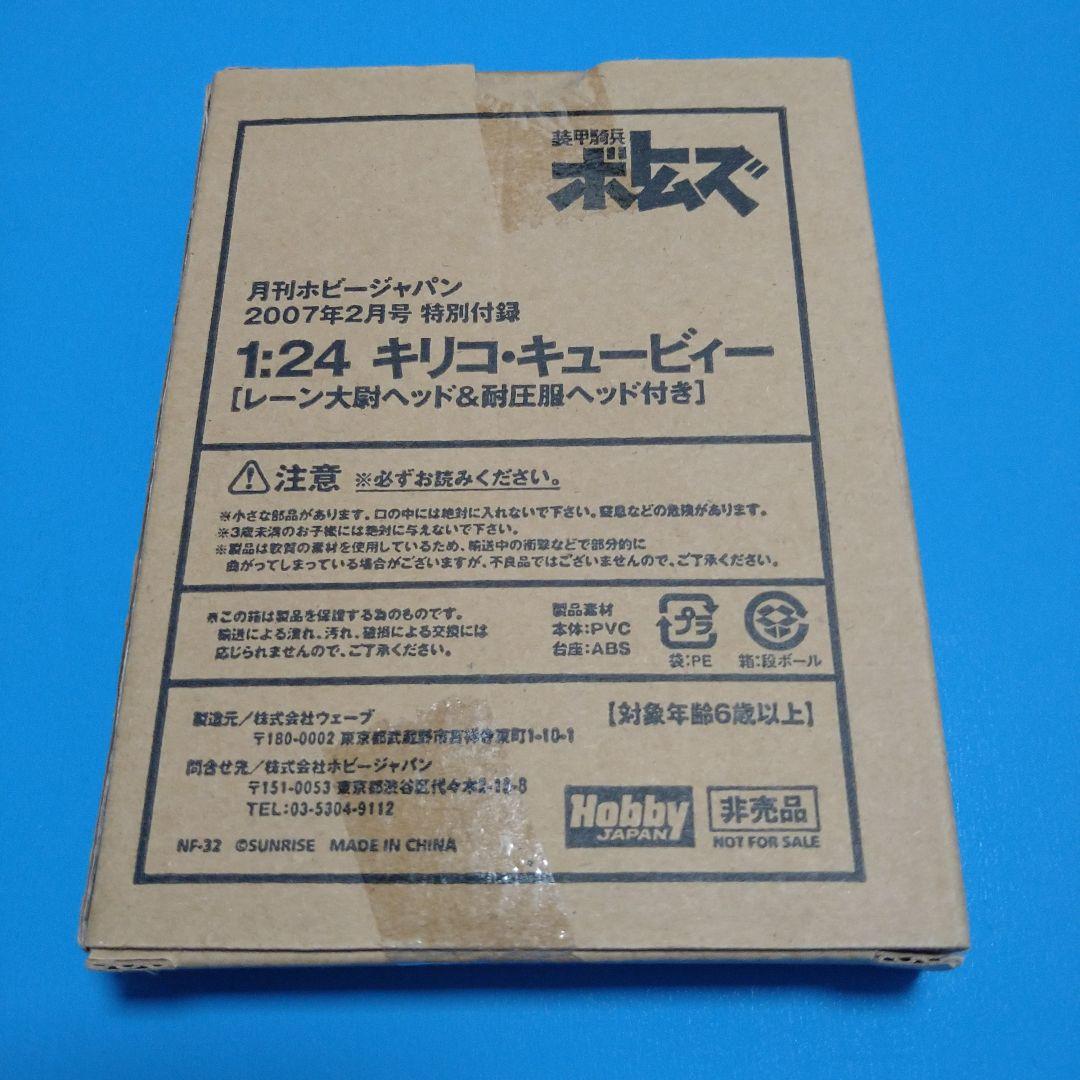 装甲騎兵
ボトムズ
月刊ホビージャパン
2007年2月号 特別付録
1:24 キリコ・キュービィー
[レーン大尉ヘッド&耐圧服ヘッド付き]
注意 ※必ずお読みください。
※小さな部品があります。口の中には絶対に入れないで下さい。窒息などの危険があります。
※3歳未満のお子様には絶対に与えないで下さい。
※製品は軟質の素材を使用しているため、輸送中の衝撃などで部分的に
曲がってしまっている場合がございますが、不良品ではございませんので、ご了承ください。
※この箱は製品を保護する為のものです。
輸送による潰れ、汚れ、破損による交換には
応じられませんので、ご了承ください。
製品素材
本体:PVC
台座:ABS
プラ
袋:PE
箱:段ボール
製造元/株式会社ウェーブ
〒180-0002 東京都武蔵野市吉祥寺東町1-10-1
【対象年齢6歳以上】
問合せ先/株式会社ホビージャパン
〒151-0053 東京都渋谷区代々木2-15-8
TEL:03-5304-9112
Hobby
JAPAN
非売品
NOT FOR SALE
NF-32 ©SUNRISE MADE IN CHINA